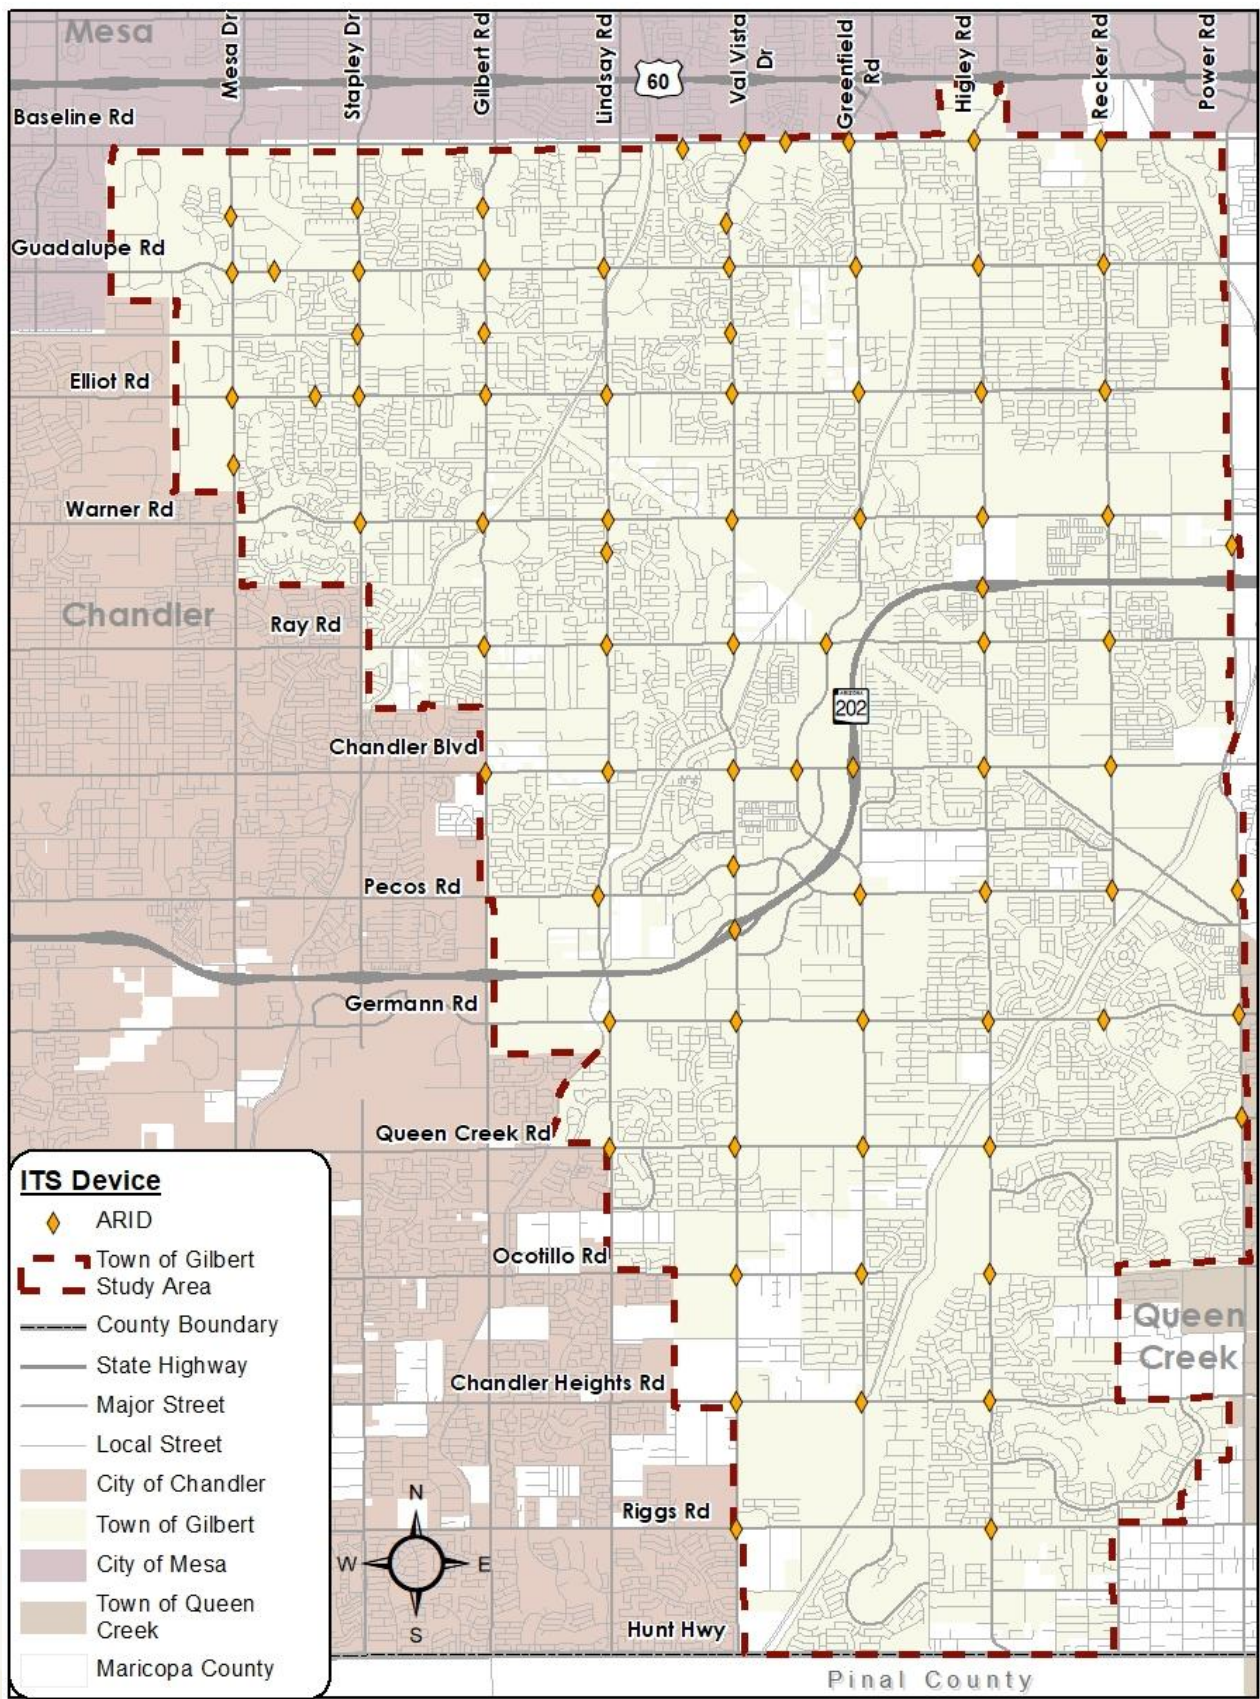 Mesa
Mesa Dr
Stapley Dr
Gilbert Rd
Lindsay Rd
60
Val Vista
Dr
Greenfield
Rd
Higley Rd
Recker Rd
Power Rd
Baseline Rd
Guadalupe Rd
Elliot Rd
Warner Rd
Chandler
Ray Rd
ARIZONA
202
Chandler Blvd
Pecos Rd
Germann Rd
Queen Creek Rd
Ocotillo Rd
Queen
Creek
Chandler Heights Rd
Riggs Rd
Hunt Hwy
Pinal County
N
W
E
S
ITS Device
ARID
Town of Gilbert
Study Area
County Boundary
State Highway
Major Street
Local Street
City of Chandler
Town of Gilbert
City of Mesa
Town of Queen
Creek
Maricopa County